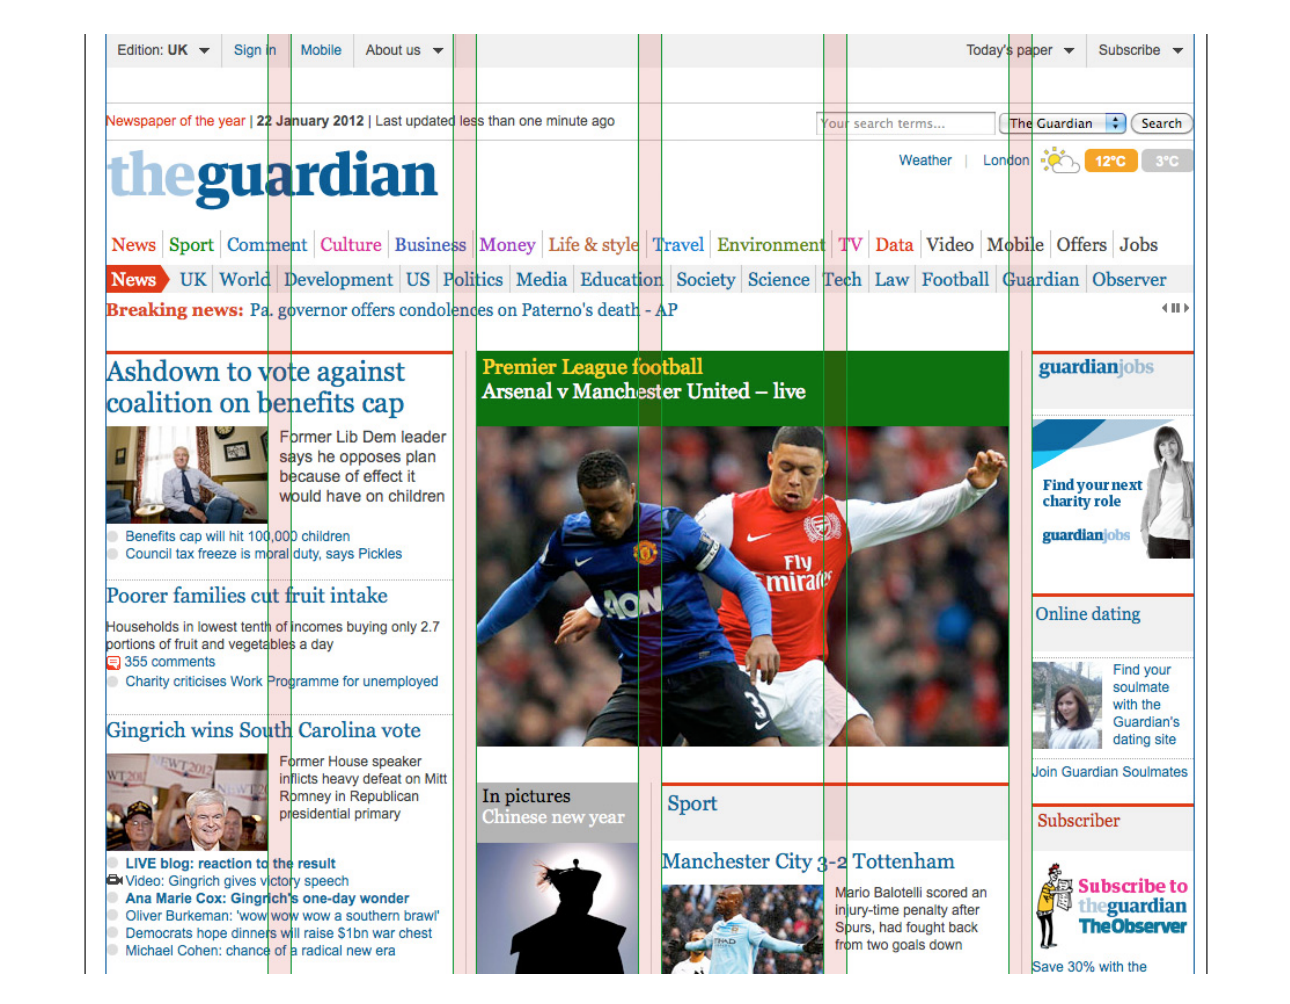 Edition: UK
Sign in
Mobile
About us
Today's paper
Subscribe
Newspaper of the year | 22 January 2012 | Last updated less than one minute ago
Your search terms...
The Guardian
Search
theguardian
Weather | London
12°C
3°C
News Sport Comment Culture Business Money Life & style Travel Environment TV Data Video Mobile Offers Jobs
News UK World Development US Politics Media Education Society Science Tech Law Football Guardian Observer
Breaking news: Pa. governor offers condolences on Paterno's death - AP
Ashdown to vote against
coalition on benefits cap
Former Lib Dem leader
says he opposes plan
because of effect it
would have on children
Benefits cap will hit 100,000 children
Council tax freeze is moral duty, says Pickles
Poorer families cut fruit intake
Households in lowest tenth of incomes buying only 2.7
portions of fruit and vegetables a day
355 comments
Charity criticises Work Programme for unemployed
Gingrich wins South Carolina vote
WT 2012
NEWT 2012
Former House speaker
inflicts heavy defeat on Mitt
Romney in Republican
presidential primary
LIVE blog: reaction to the result
Video: Gingrich gives victory speech
Ana Marie Cox: Gingrich's one-day wonder
Oliver Burkeman: 'wow wow wow a southern brawl'
Democrats hope dinners will raise $1bn war chest
Michael Cohen: chance of a radical new era
Premier League football
Arsenal v Manchester United – live
AON
3
Fly
Emirates
In pictures
Chinese new year
Sport
Manchester City 3-2 Tottenham
Mario Balotelli scored an
injury-time penalty after
Spurs, had fought back
from two goals down
guardianjobs
Find your next
charity role
guardianjobs
Online dating
Find your
soulmate
with the
Guardian's
dating site
Join Guardian Soulmates
Subscriber
Subscribe to
theguardian
TheObserver
Save 30% with the